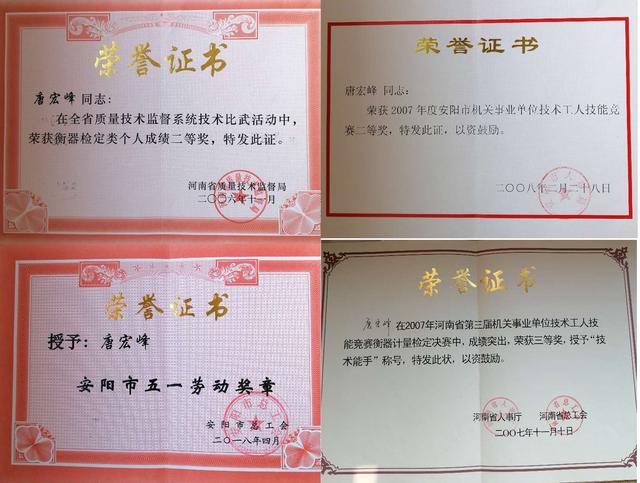 荣誉证书
唐宏峰 同志:
在全省质量技术监督系统技术比武活动中,
荣获衡器检定类个人成绩二等奖，特发此证。
河南省质量技术监督局
二〇〇六年十一月
荣誉证书
唐宏峰 同志:
荣获2007年度安阳市机关事业单位技术工人技能竞
赛二等奖，特发此证，以资鼓励。
二〇〇八年二月二十八日
荣誉证书
授予: 唐宏峰
安阳市五一劳动奖章
安阳市总工会
二〇一八年四月
荣誉证书
唐宏峰 在2007年河南省第三届机关事业单位技术工人技
能竞赛衡器计量检定决赛中，成绩突出，荣获三等奖，授予“技
术能手”称号，特发此状，以资鼓励。
河南省人事厅 河南省总工会
二〇〇七年十一月十日